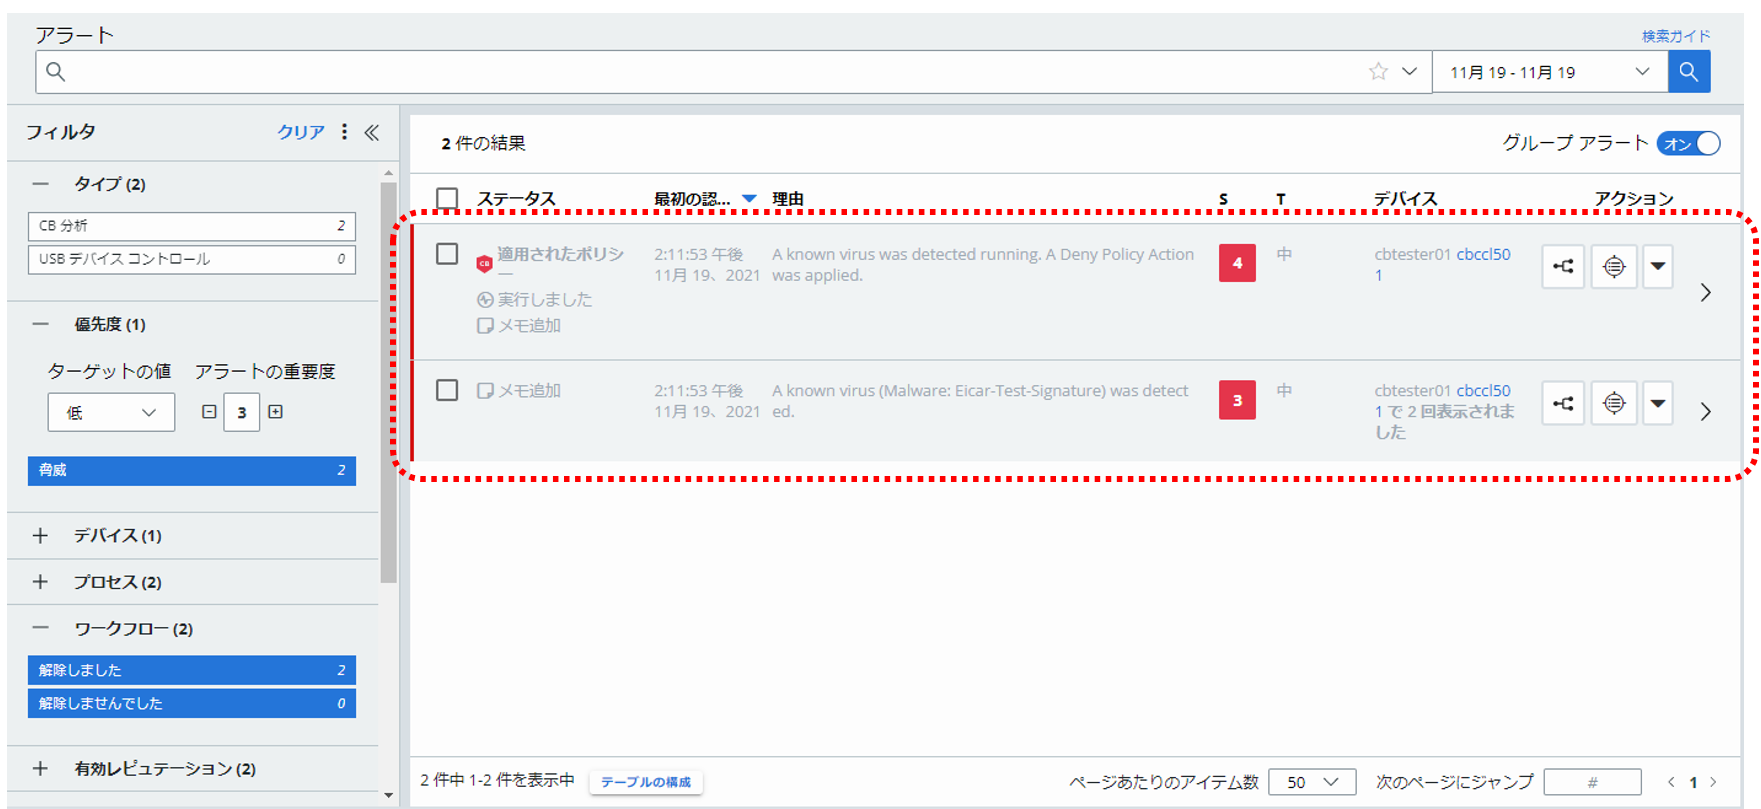 アラート
検索ガイド
11月 19 - 11月 19
フィルタ
クリア
タイプ (2)
CB 分析 2
USB デバイス コントロール 0
優先度 (1)
ターゲットの値 アラートの重要度
低 3
脅威 2
デバイス (1)
プロセス (2)
ワークフロー (2)
解除しました 2
解除しませんでした 0
有効レピュテーション (2)
2 件の結果
グループ アラート オン
ステータス 最初の認... 理由 S T デバイス アクション
CB 適用されたポリシー
実行しました
メモ追加
2:11:53 午後
11月 19、2021
A known virus was detected running. A Deny Policy Action
was applied.
4
中
cbtester01 cbccl50
1
メモ追加
2:11:53 午後
11月 19、2021
A known virus (Malware: Eicar-Test-Signature) was detect
ed.
3
中
cbtester01 cbccl50
1 で 2 回表示されま
した
2 件中 1-2 件を表示中
テーブルの構成
ページあたりのアイテム数 50
次のページにジャンプ #
< 1 >